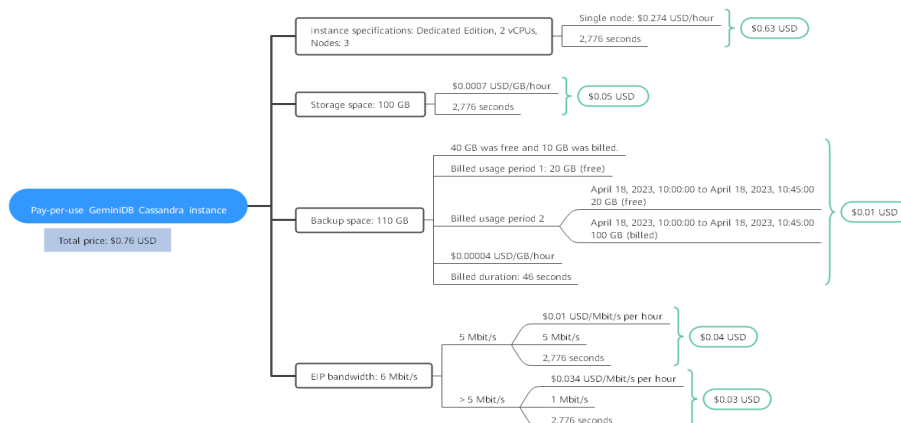 Pay-per-use GeminiDB Cassandra instance
Total price: $0.76 USD
Instance specifications: Dedicated Edition, 2 vCPUs,
Nodes: 3
Single node: $0.274 USD/hour
2,776 seconds
$0.63 USD
Storage space: 100 GB
$0.0007 USD/GB/hour
2,776 seconds
$0.05 USD
Backup space: 110 GB
40 GB was free and 10 GB was billed.
Billed usage period 1: 20 GB (free)
Billed usage period 2
April 18, 2023, 10:00:00 to April 18, 2023, 10:45:00
20 GB (free)
April 18, 2023, 10:00:00 to April 18, 2023, 10:45:00
100 GB (billed)
$0.00004 USD/GB/hour
Billed duration: 46 seconds
$0.01 USD
EIP bandwidth: 6 Mbit/s
5 Mbit/s
$0.01 USD/Mbit/s per hour
5 Mbit/s
2,776 seconds
$0.04 USD
> 5 Mbit/s
$0.034 USD/Mbit/s per hour
1 Mbit/s
2,776 seconds
$0.03 USD